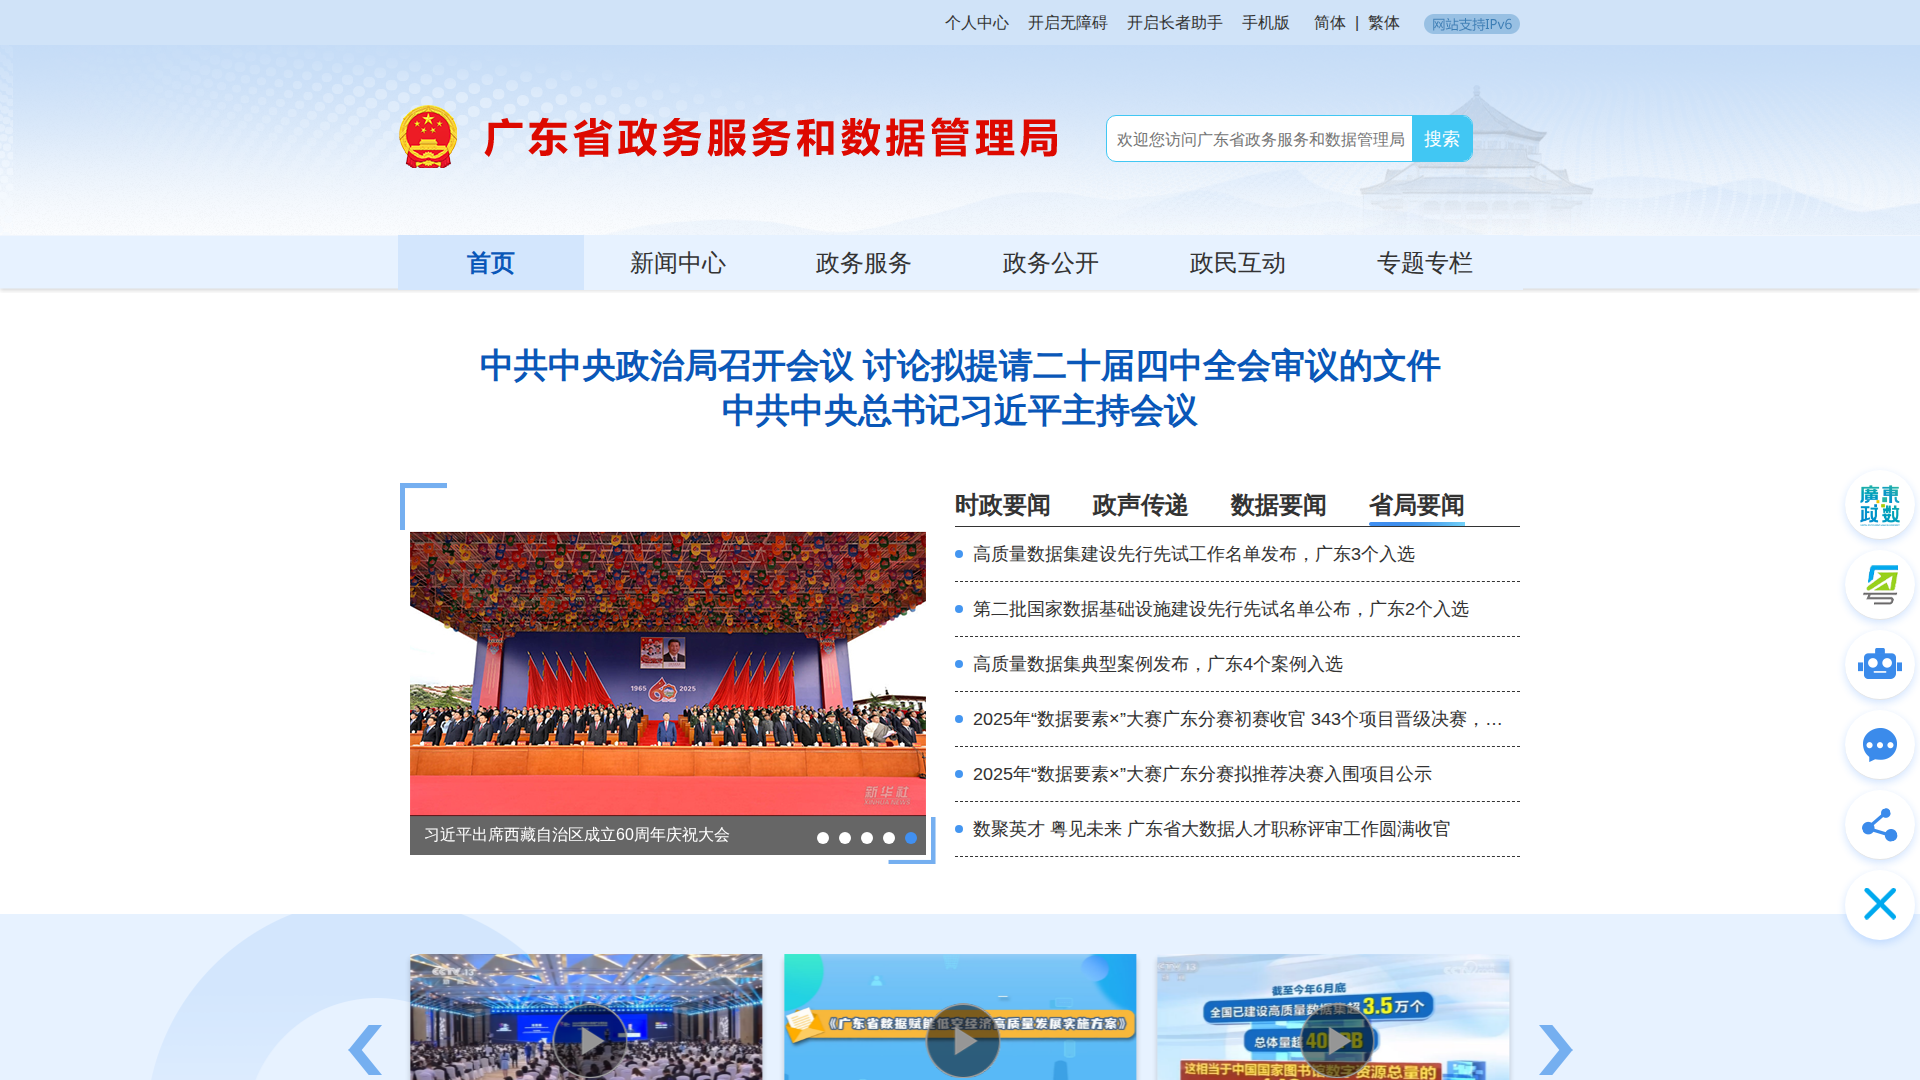 个人中心 开启无障碍 开启长者助手 手机版 简体 | 繁体 网站支持IPv6
广东省政务服务和数据管理局
欢迎您访问广东省政务服务和数据管理局 搜索
首页 新闻中心 政务服务 政务公开 政民互动 专题专栏
中共中央政治局召开会议 讨论拟提请二十届四中全会审议的文件
中共中央总书记习近平主持会议
时政要闻 政声传递 数据要闻 省局要闻
高质量数据集建设先行先试工作名单发布，广东3个入选
第二批国家数据基础设施建设先行先试名单公布，广东2个入选
高质量数据集典型案例发布，广东4个案例入选
2025年“数据要素×”大赛广东分赛初赛收官 343个项目晋级决赛，…
2025年“数据要素×”大赛广东分赛拟推荐决赛入围项目公示
数聚英才 粤见未来 广东省大数据人才职称评审工作圆满收官
1965 60 2025
新华社
XINHUA NEWS
习近平出席西藏自治区成立60周年庆祝大会
廣東
政数
CCTV 13
《广东省数据赋能低空经济高质量发展实施方案》
截至今年6月底
全国已建设高质量数据集超3.5万个
总体量超40
这相当于中国国家图书馆数字资源总量的